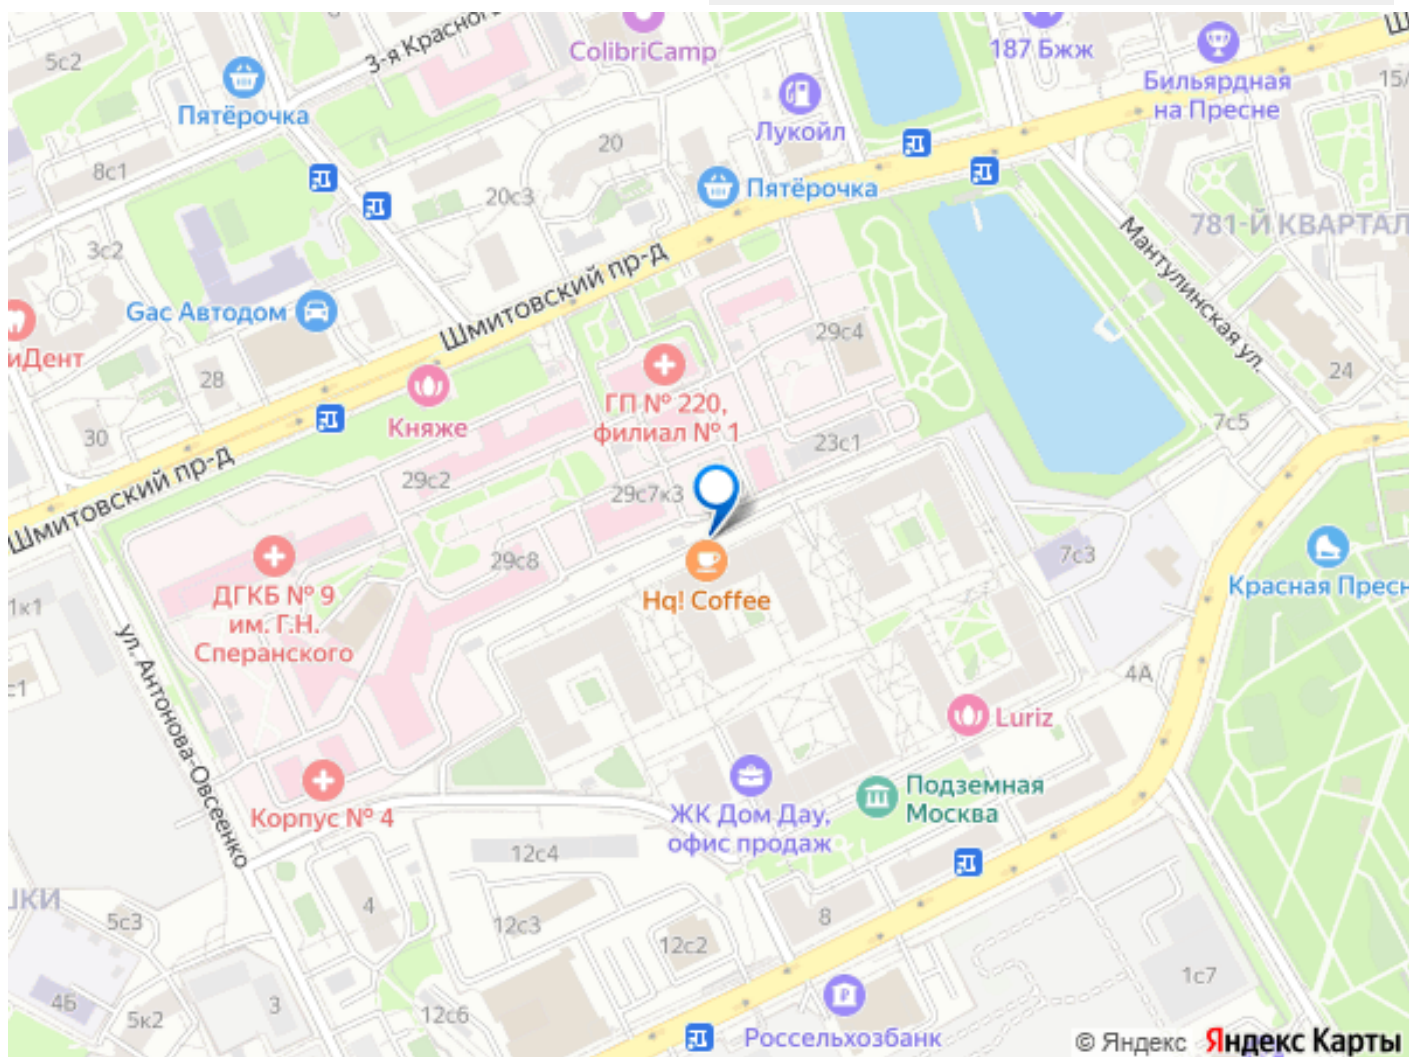 5с2
3-я Красног
ColibriCamp
187 Бжж
Ш
Пятёрочка
Лукойл
Бильярдная
на Пресне
15/
8с1
20
20с3
Пятёрочка
3с2
781-Й КВАРТАЛ
Мантулинская ул.
Gac Автодом
Шмитовский пр-д
иДент
28
29с4
24
ГП № 220,
филиал № 1
Княже
7с5
30
23с1
Шмитовский пр-д
29с2
29с7к3
29с8
7с3
ДГКБ № 9
им. Г.Н.
Сперанского
Hq! Coffee
Красная Пресн
1к1
ул. Антонова-Овсеенко
с1
4А
Luriz
Корпус № 4
ЖК Дом Дау,
офис продаж
Подземная
Москва
12с4
ШКИ
5с3
4
12с3
12с2
8
1с7
4Б
5к2
3
12с6
Россельхозбанк
© Яндекс Яндекс Карты